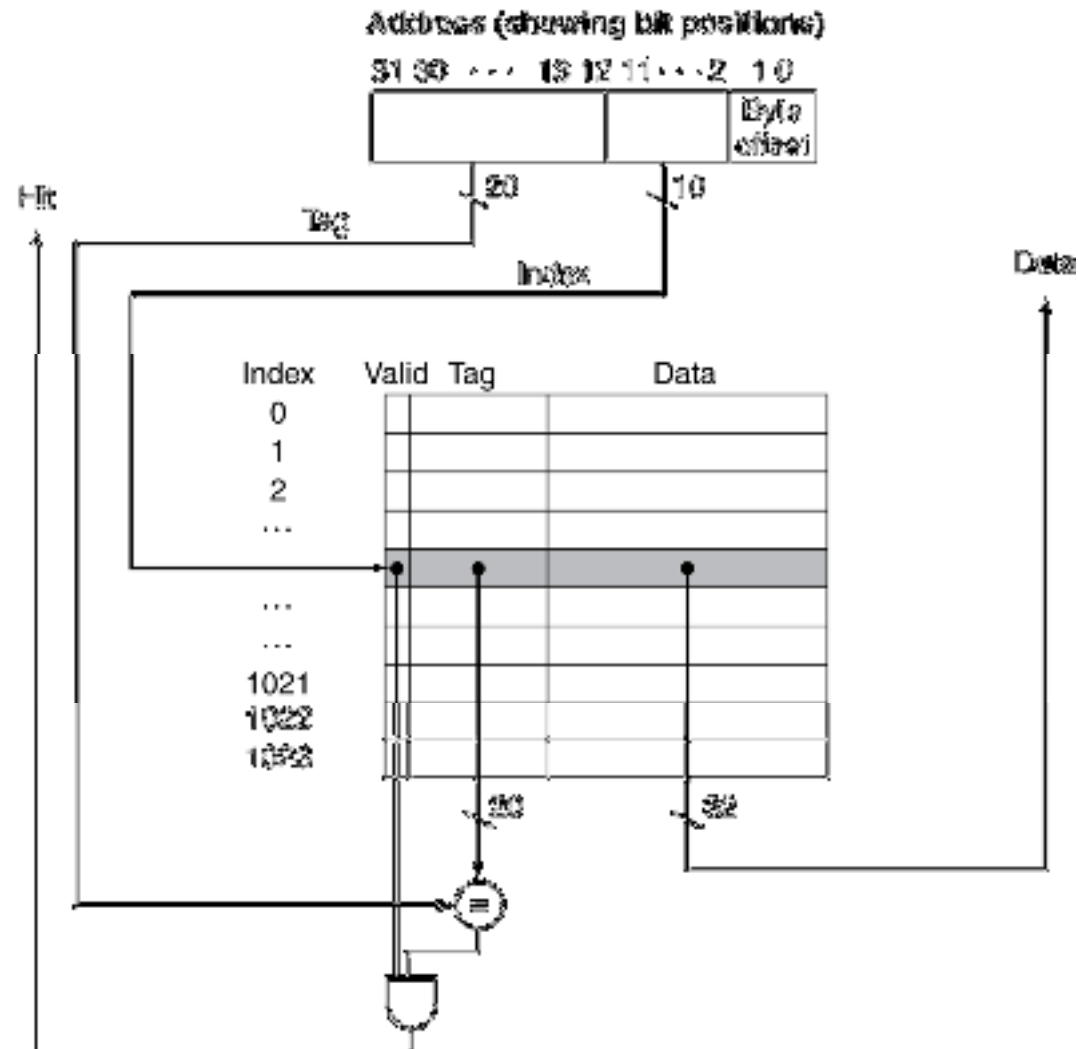 Address (showing bit positions)
31 30 · · · 13 12 11 · · · 2 1 0
Byte
offset
20
10
Hit
Tag
Index
Data
Index Valid Tag Data
0
1
2
...
...
...
1021
1022
1023
20
32
=